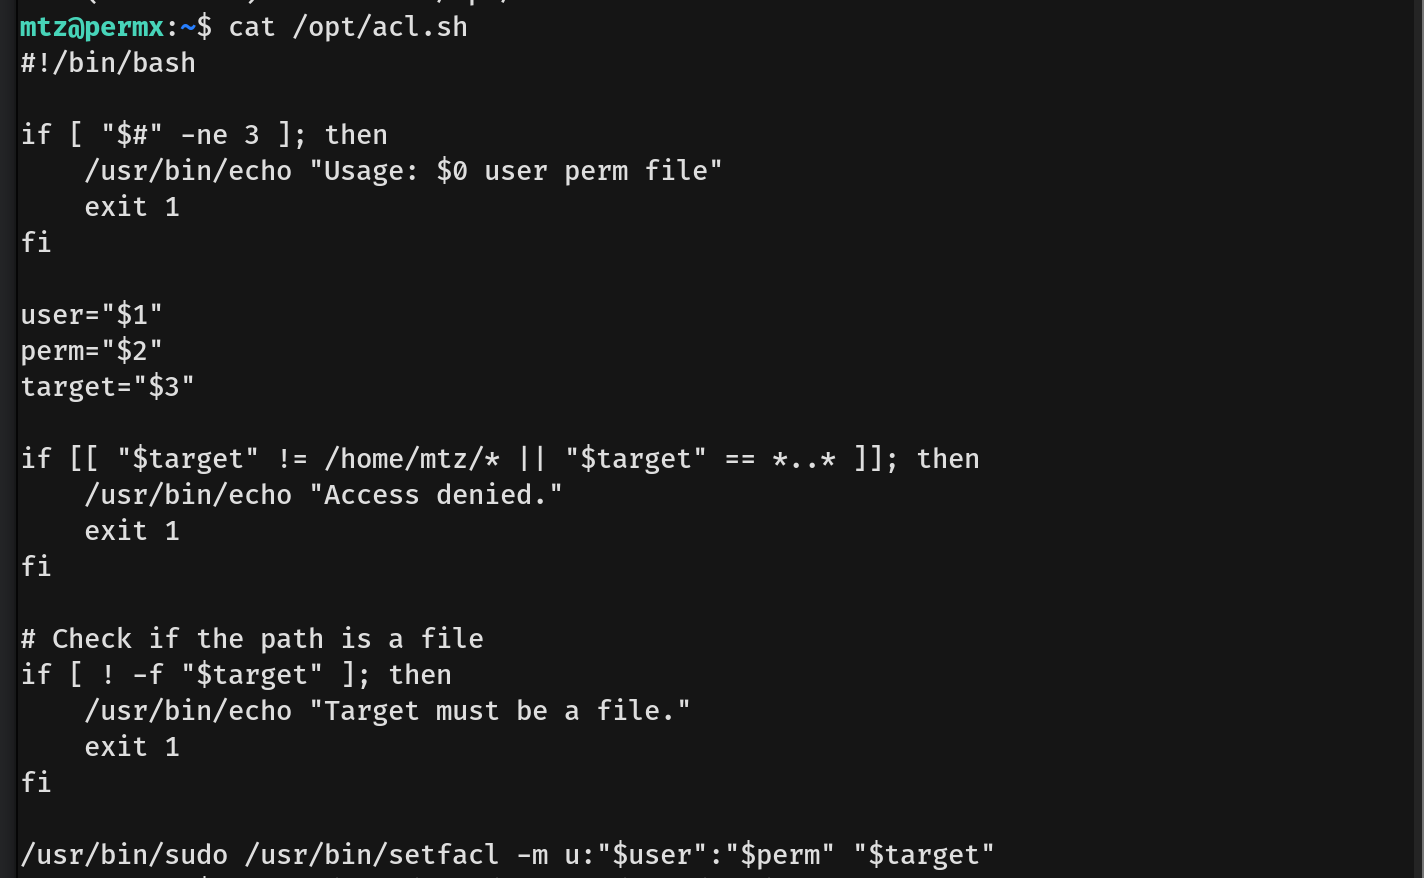 mtz@permx:~$ cat /opt/acl.sh
#!/bin/bash

if [ "$#" -ne 3 ]; then
    /usr/bin/echo "Usage: $0 user perm file"
    exit 1
fi

user="$1"
perm="$2"
target="$3"

if [[ "$target" != /home/mtz/* || "$target" == *..* ]]; then
    /usr/bin/echo "Access denied."
    exit 1
fi

# Check if the path is a file
if [ ! -f "$target" ]; then
    /usr/bin/echo "Target must be a file."
    exit 1
fi

/usr/bin/sudo /usr/bin/setfacl -m u:"$user":"$perm" "$target"